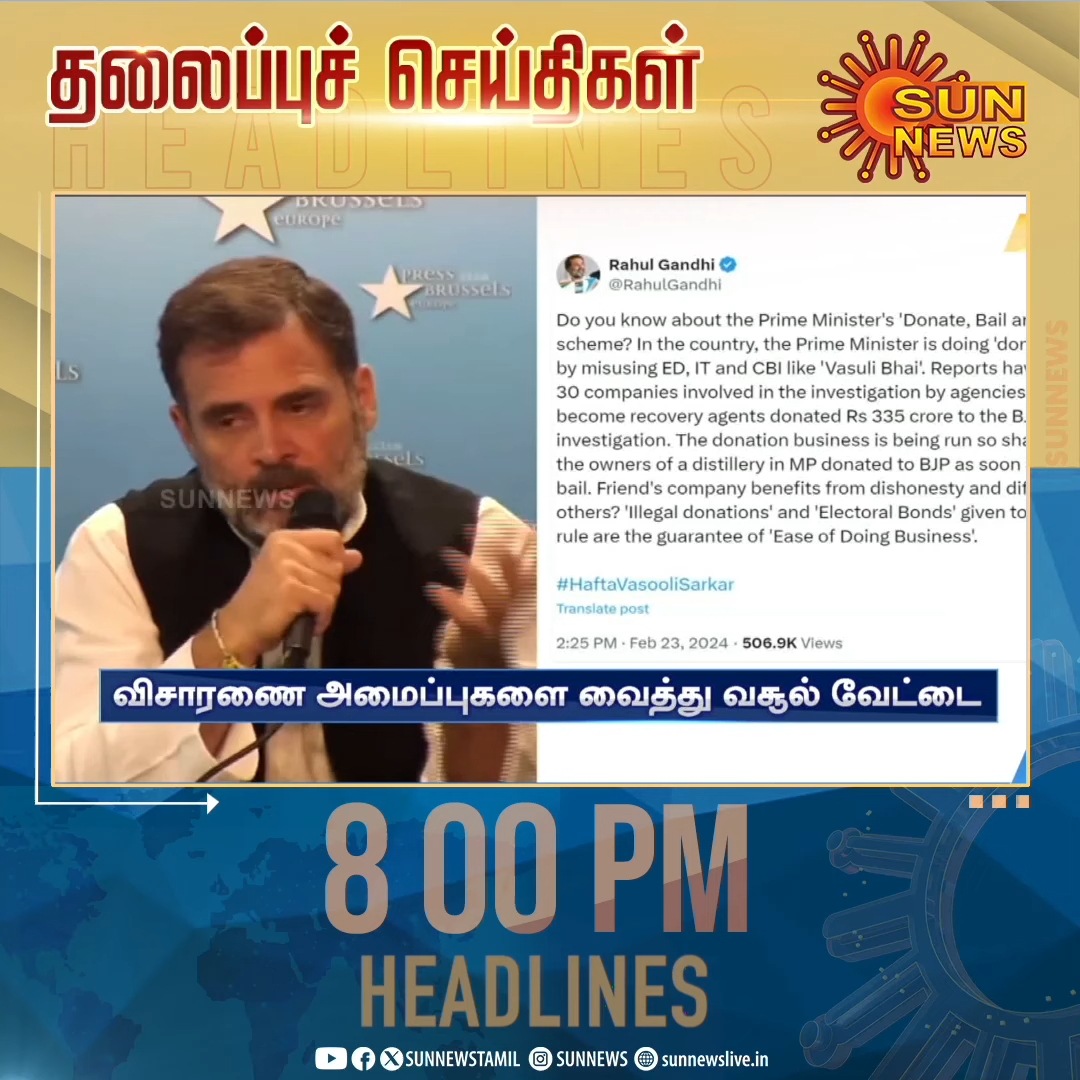 தலைப்புச் செய்திகள்
HEADLINES
SUN
NEWS
BRUSSELS
EUROPE
PRESS CLUB
BRUSSELS
EUROPE
LS
SUNNEWS
Rahul Gandhi
@RahulGandhi
Do you know about the Prime Minister's 'Donate, Bail
scheme? In the country, the Prime Minister is doing
by misusing ED, IT and CBI like 'Vasuli Bhai'. Reports
30 companies involved in the investigation by agencies
become recovery agents donated Rs 335 crore to the
investigation. The donation business is being run so
the owners of a distillery in MP donated to BJP as soon
bail. Friend's company benefits from dishonesty and
others? 'Illegal donations' and 'Electoral Bonds' given to
rule are the guarantee of 'Ease of Doing Business'.
#HaftaVasooliSarkar
Translate post
2:25 PM · Feb 23, 2024 · 506.9K Views
விசாரணை அமைப்புகளை வைத்து வசூல் வேட்டை
SUNNEWS
8 00 PM
HEADLINES
SUNNEWSTAMIL SUNNEWS sunnewslive.in